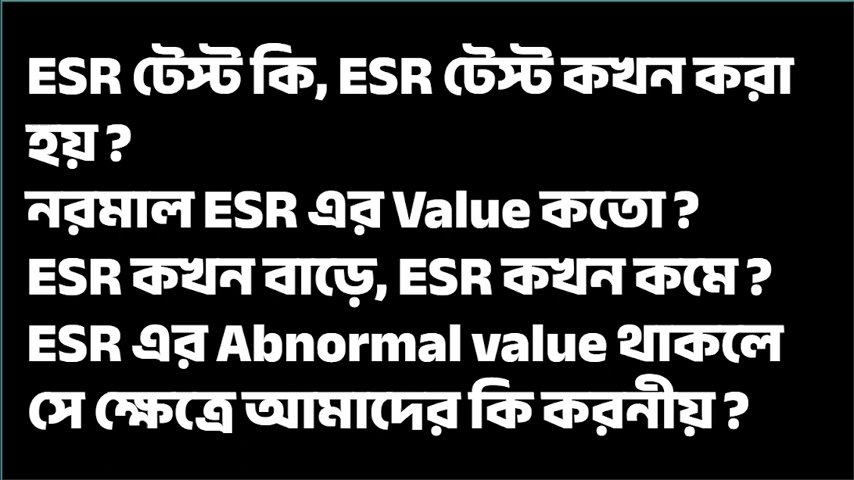 ESR টেস্ট কি, ESR টেস্ট কখন করা
হয় ?
নরমাল ESR এর Value কতো ?
ESR কখন বাড়ে, ESR কখন কমে ?
ESR এর Abnormal value থাকলে
সে ক্ষেত্রে আমাদের কি করনীয় ?